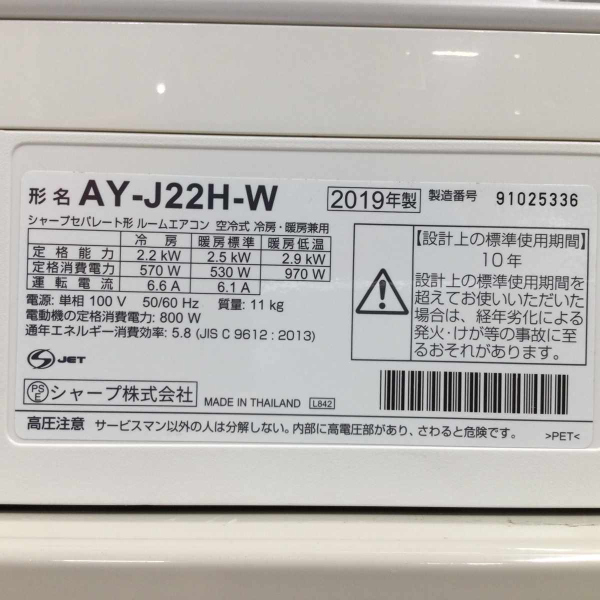 形名 AY-J22H-W 2019年製 製造番号 91025336
シャープセパレート形 ルームエアコン 空冷式 冷房・暖房兼用
冷房 暖房標準 暖房低温
定格能力 2.2 kW 2.5 kW 2.9 kW
定格消費電力 570 W 530 W 970 W
運転電流 6.6 A 6.1 A
電源: 単相 100 V 50/60 Hz 質量: 11 kg
電動機の定格消費電力: 800 W
通年エネルギー消費効率: 5.8 (JIS C 9612 : 2013)
【設計上の標準使用期間】
10年
設計上の標準使用期間を
超えてお使いいただいた
場合は、経年劣化による
発火・けが等の事故に至
るおそれがあります。
S JET
PSE シャープ株式会社 MADE IN THAILAND L842
高圧注意 サービスマン以外の人は分解しない。内部に高電圧部があり、さわると危険です。
>PET<